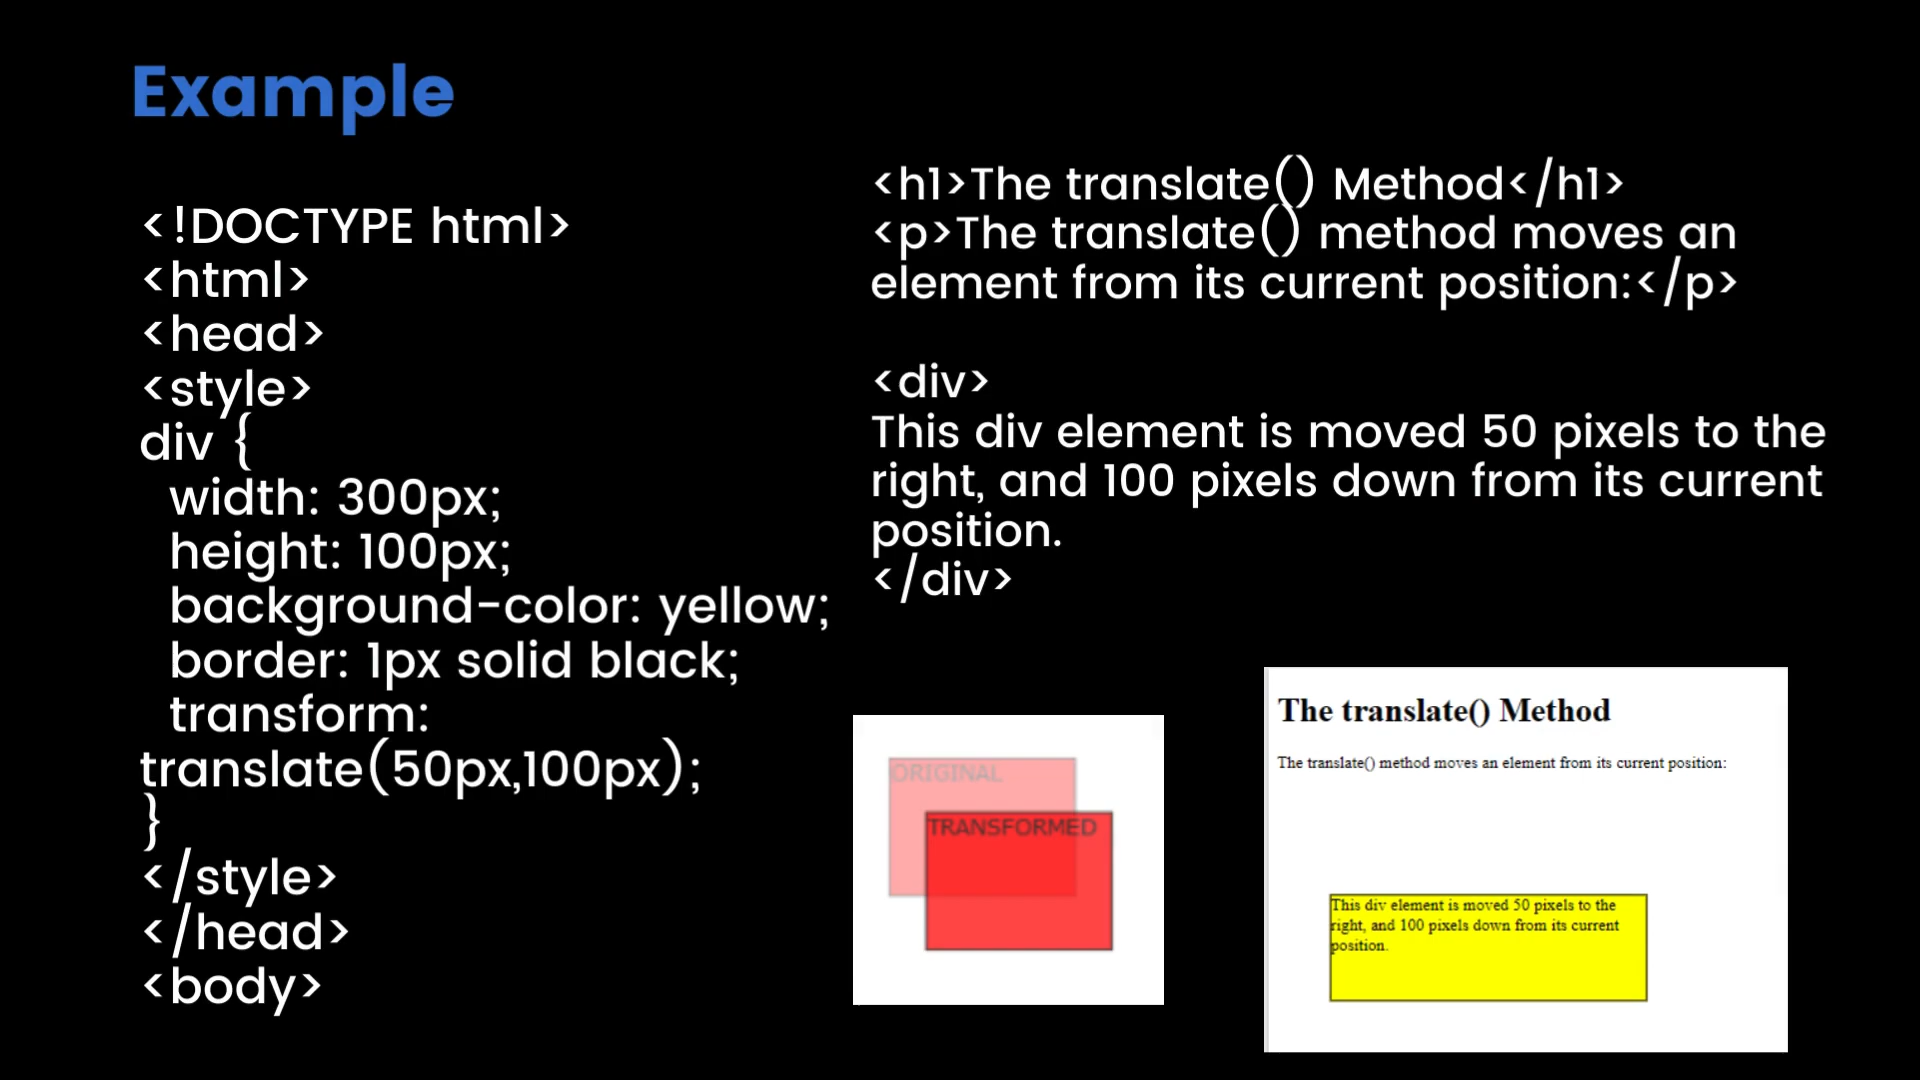 Example
<!DOCTYPE html>
<html>
<head>
<style>
div {
  width: 300px;
  height: 100px;
  background-color: yellow;
  border: 1px solid black;
  transform:
translate(50px,100px);
}
</style>
</head>
<body>
<h1>The translate() Method</h1>
<p>The translate() method moves an
element from its current position:</p>
<div>
This div element is moved 50 pixels to the
right, and 100 pixels down from its current
position.
</div>
ORIGINAL
TRANSFORMED
The translate() Method
The translate() method moves an element from its current position:
This div element is moved 50 pixels to the
right, and 100 pixels down from its current
position.